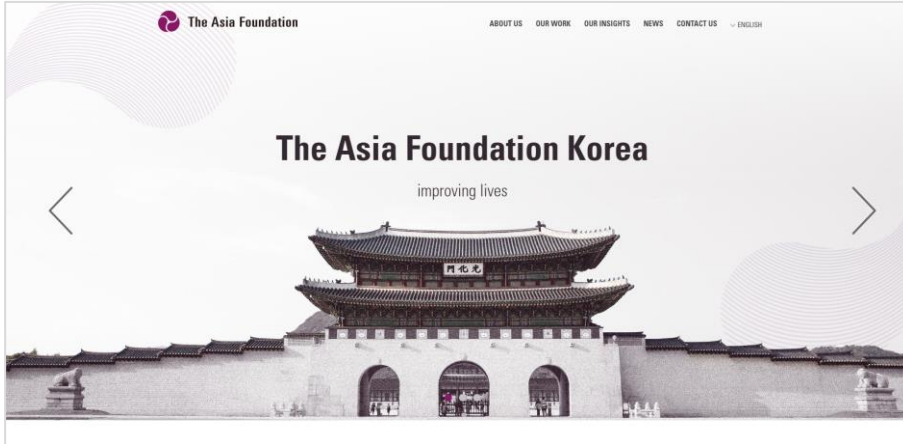 The Asia Foundation
ABOUT US OUR WORK OUR INSIGHTS NEWS CONTACT US ENGLISH
The Asia Foundation Korea
improving lives
門化光